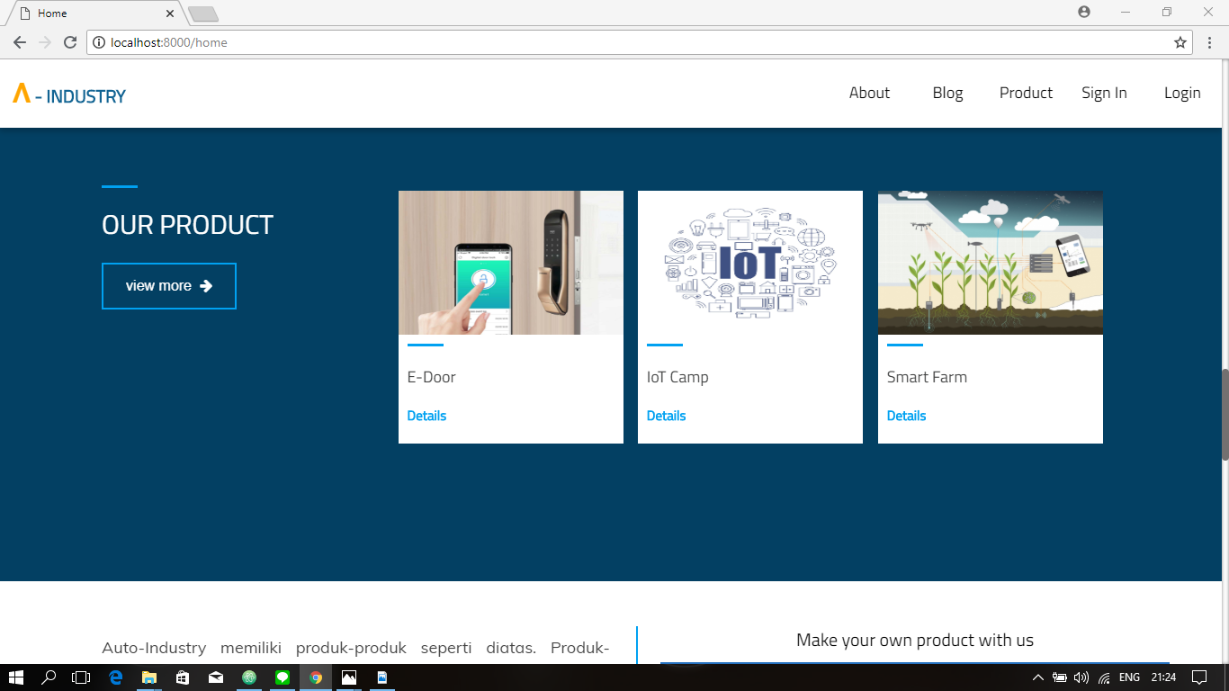 Home
localhost:8000/home
Λ - INDUSTRY
About
Blog
Product
Sign In
Login
OUR PRODUCT
view more
IoT
E-Door
IoT Camp
Smart Farm
Details
Details
Details
Auto-Industry memiliki produk-produk seperti diatas. Produk-
Make your own product with us
ENG
21:24